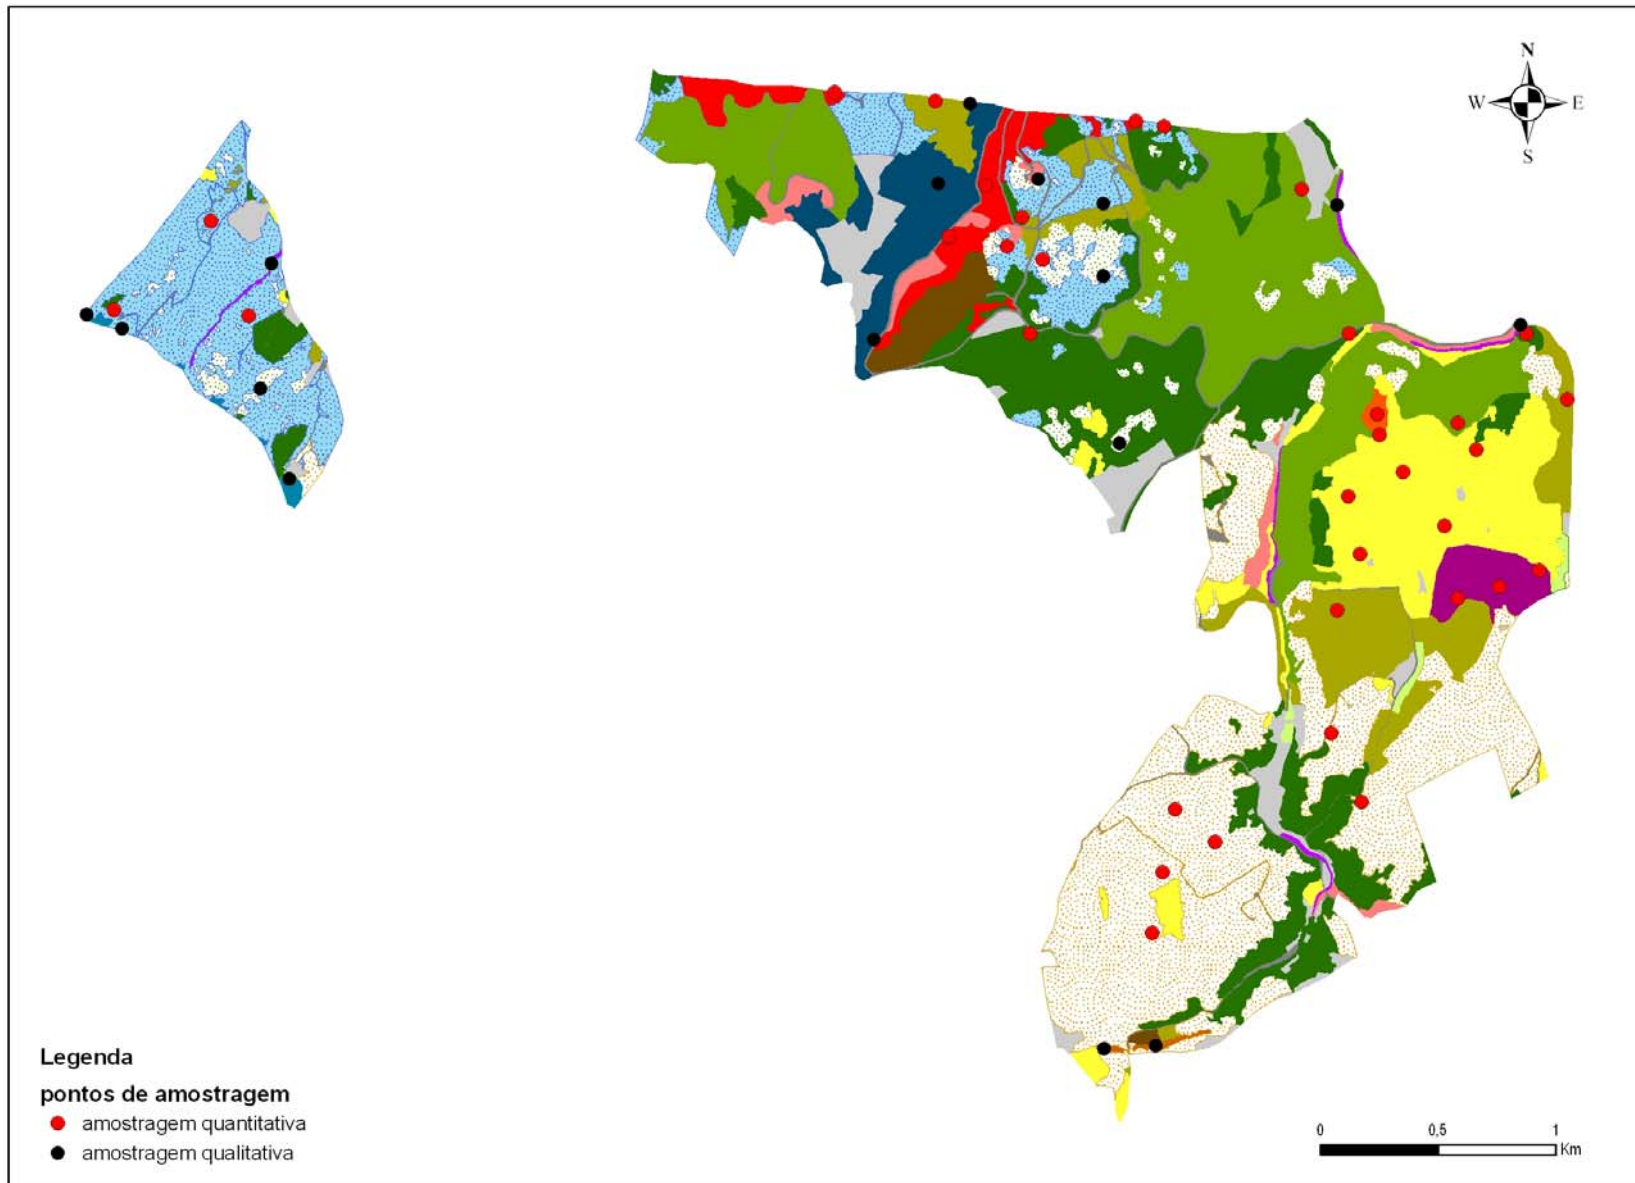 N
W E
S
Legenda
pontos de amostragem
amostragem quantitativa
amostragem qualitativa
0 0,5 1
Km